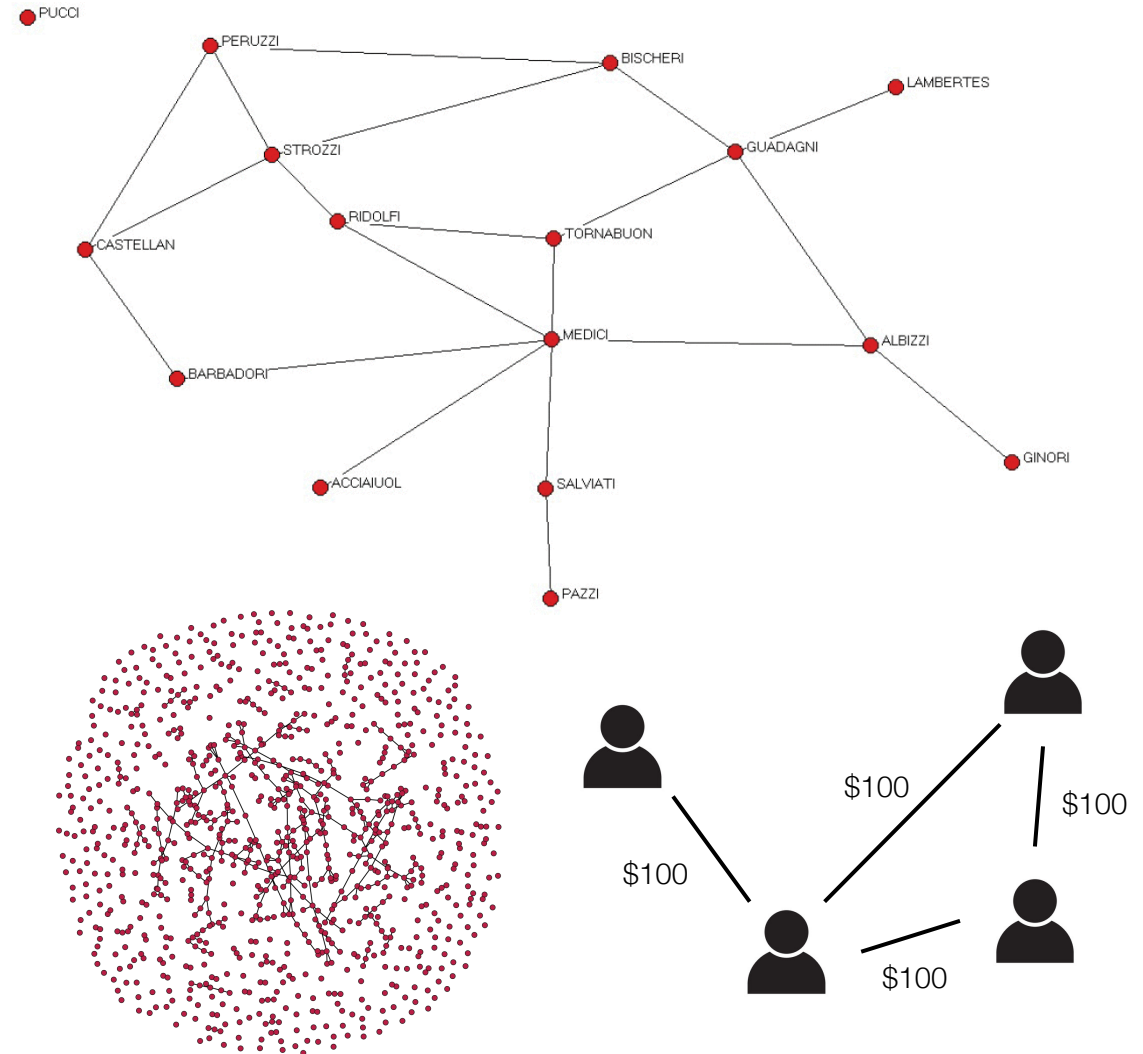 PUCCI
PERUZZI
BISCHERI
LAMBERTES
STROZZI
GUADAGNI
RIDOLFI
TORNABUON
CASTELLAN
MEDICI
ALBIZZI
BARBADORI
GINORI
ACCIAIUOL
SALVIATI
PAZZI
$100
$100
$100
$100